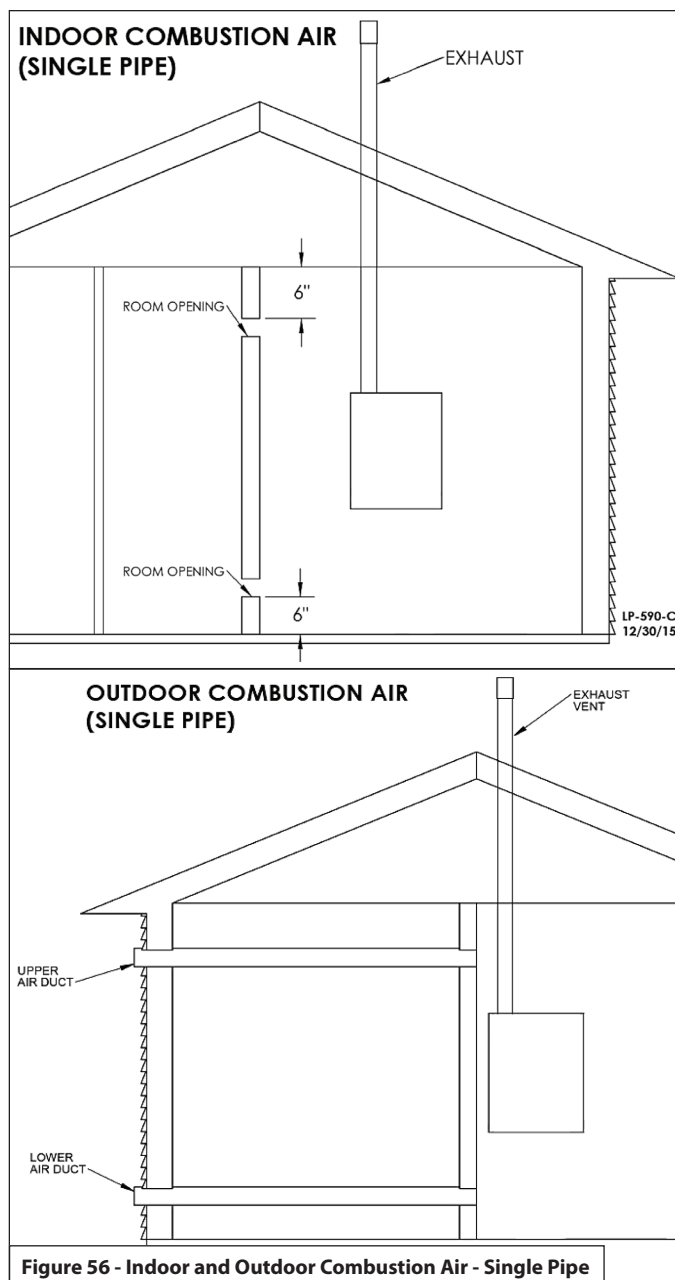 INDOOR COMBUSTION AIR
(SINGLE PIPE)
EXHAUST
6"
ROOM OPENING
ROOM OPENING
6"
LP-590-C
12/30/15
OUTDOOR COMBUSTION AIR
(SINGLE PIPE)
EXHAUST
VENT
UPPER
AIR DUCT
LOWER
AIR DUCT
Figure 56 - Indoor and Outdoor Combustion Air - Single Pipe